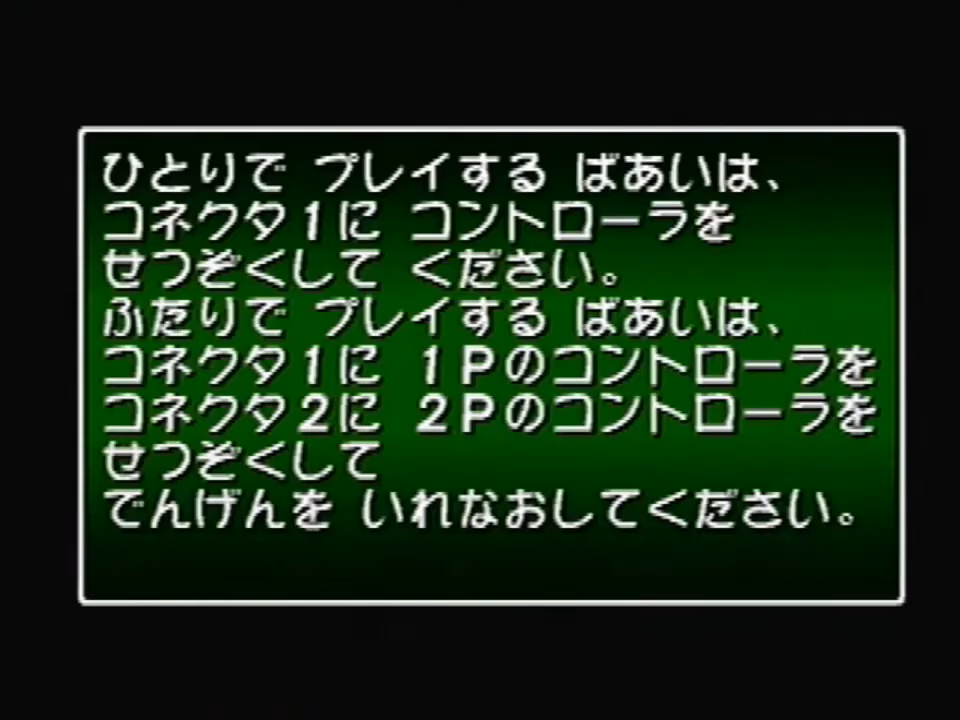 ひとりで プレイする ばあいは、
コネクタ1に コントローラを
せつぞくして ください。
ふたりで プレイする ばあいは、
コネクタ1に 1Pのコントローラを
コネクタ2に 2Pのコントローラを
せつぞくして
でんげんを いれなおしてください。